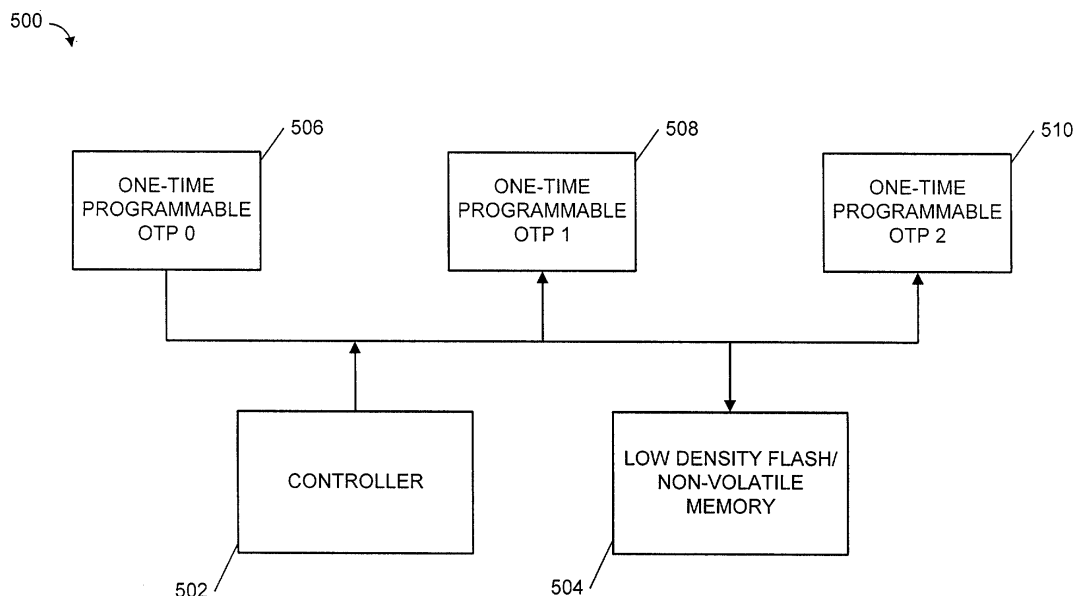 500
506
ONE-TIME
PROGRAMMABLE
OTP 0
508
ONE-TIME
PROGRAMMABLE
OTP 1
510
ONE-TIME
PROGRAMMABLE
OTP 2
CONTROLLER
502
LOW DENSITY FLASH/
NON-VOLATILE
MEMORY
504